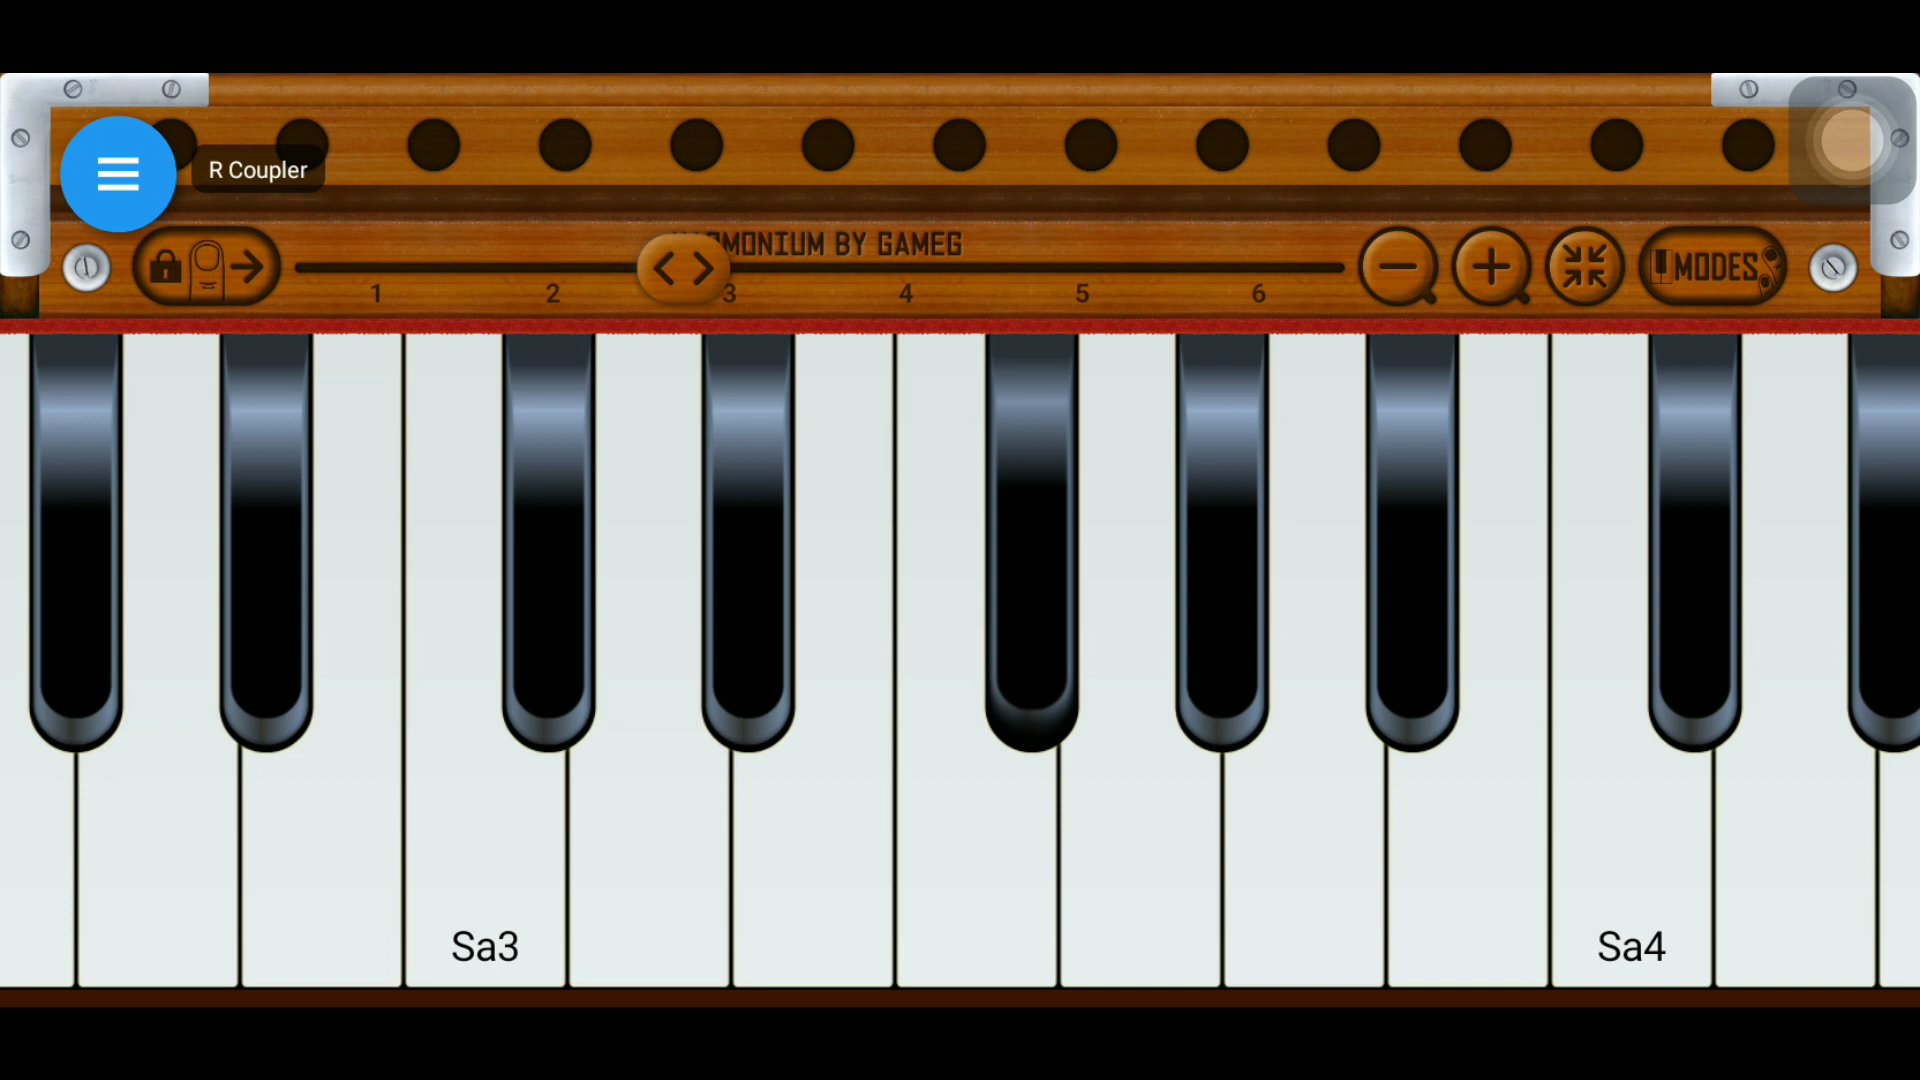 R Coupler
MONIUM BY GAMEG
1 2 3 4 5 6
MODES
Sa3 Sa4